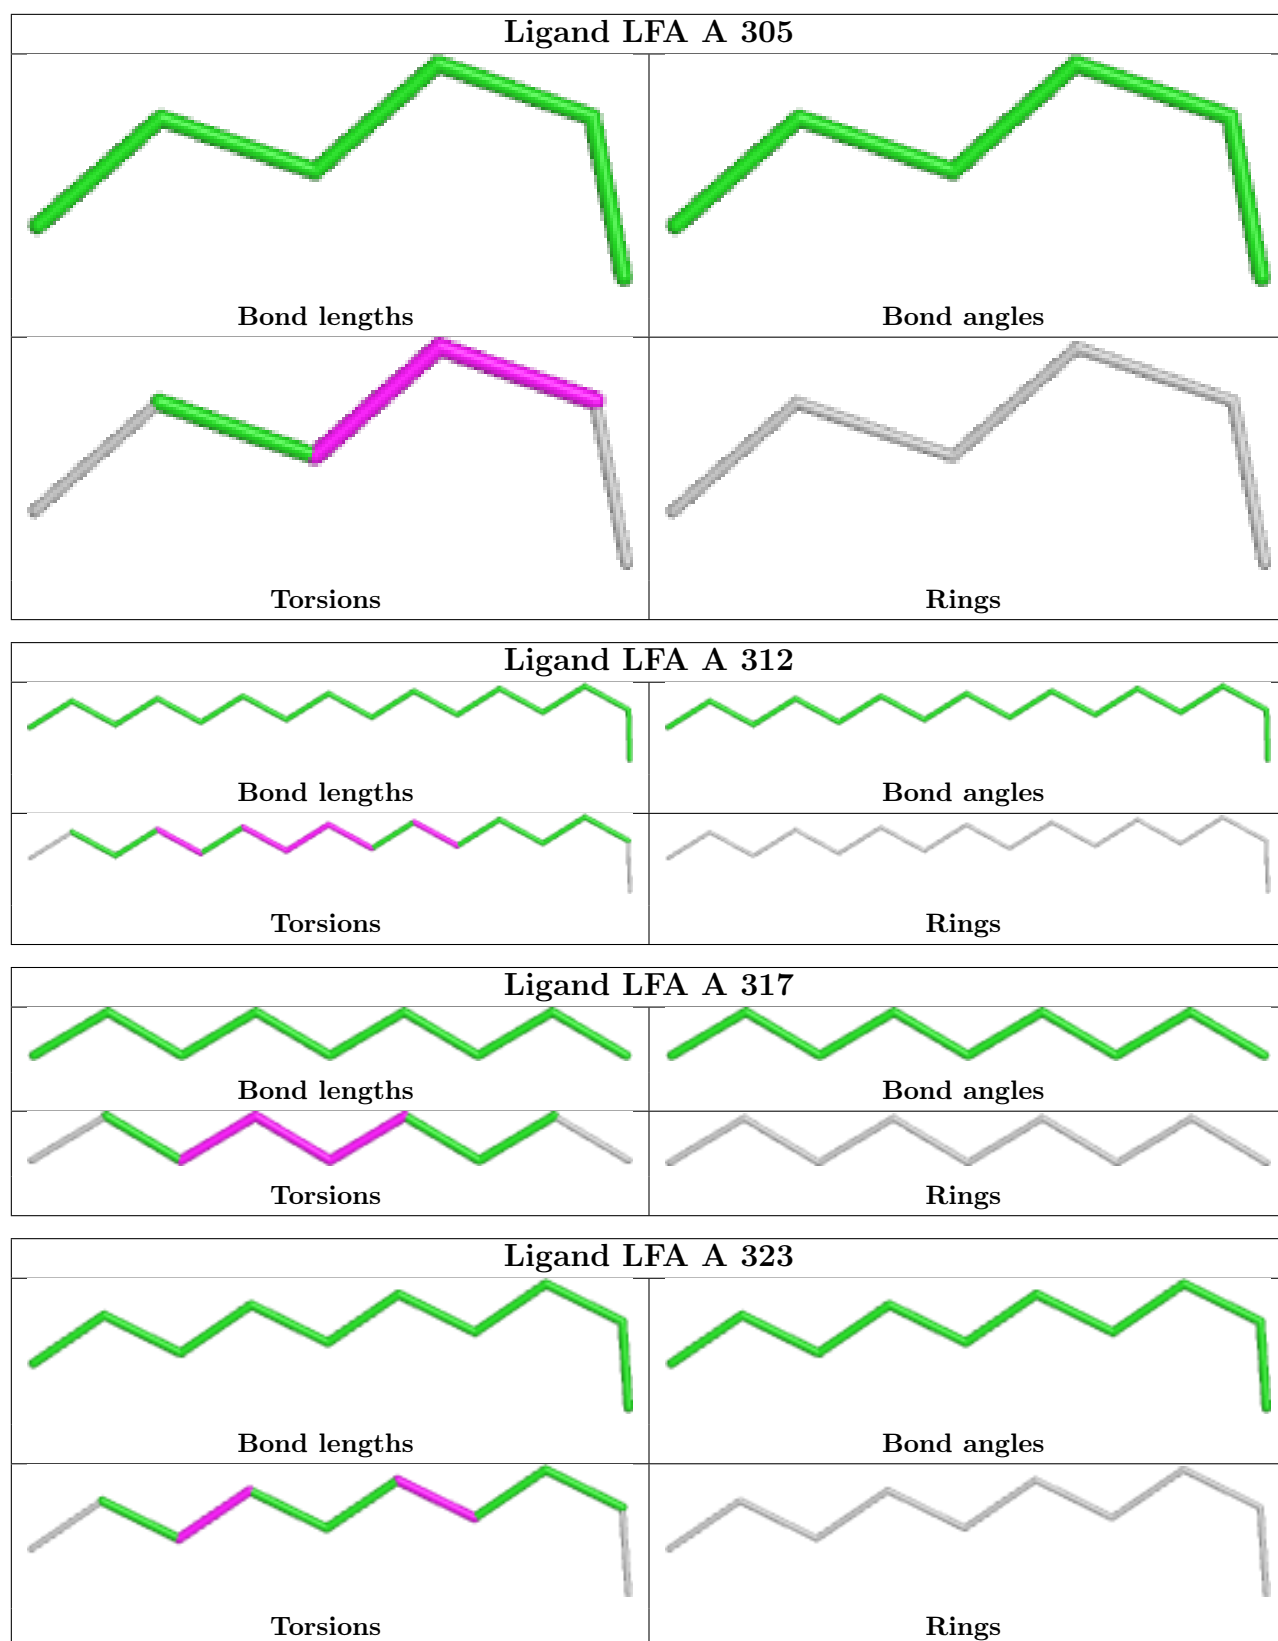 Ligand LFA A 305
Bond lengths
Bond angles
Torsions
Rings
Ligand LFA A 312
Bond lengths
Bond angles
Torsions
Rings
Ligand LFA A 317
Bond lengths
Bond angles
Torsions
Rings
Ligand LFA A 323
Bond lengths
Bond angles
Torsions
Rings